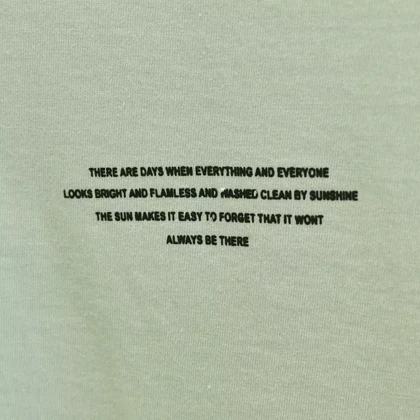 THERE ARE DAYS WHEN EVERYTHING AND EVERYONE
LOOKS BRIGHT AND FLAMLESS AND WASHED CLEAN BY SUNSHINE
THE SUN MAKES IT EASY TO FORGET THAT IT WONT
ALWAYS BE THERE